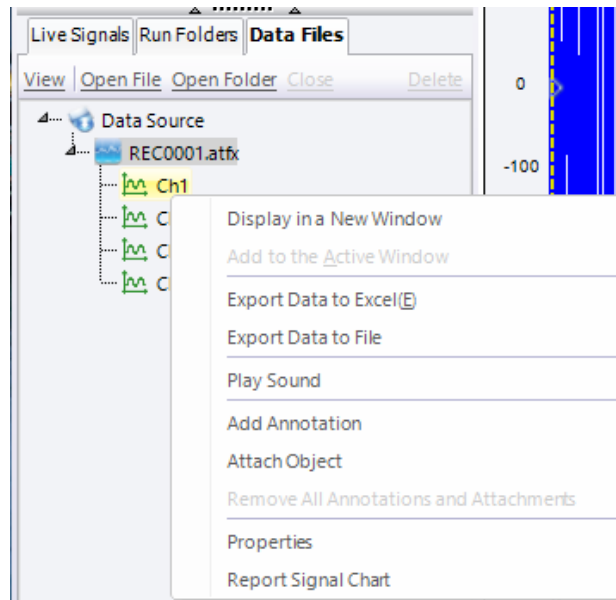 Live Signals Run Folders Data Files
View Open File Open Folder Close Delete
0
Data Source
REC0001.atfx
-100
Ch1
Display in a New Window
C
Add to the Active Window
C
C
Export Data to Excel(E)
Export Data to File
Play Sound
Add Annotation
Attach Object
Remove All Annotations and Attachments
Properties
Report Signal Chart